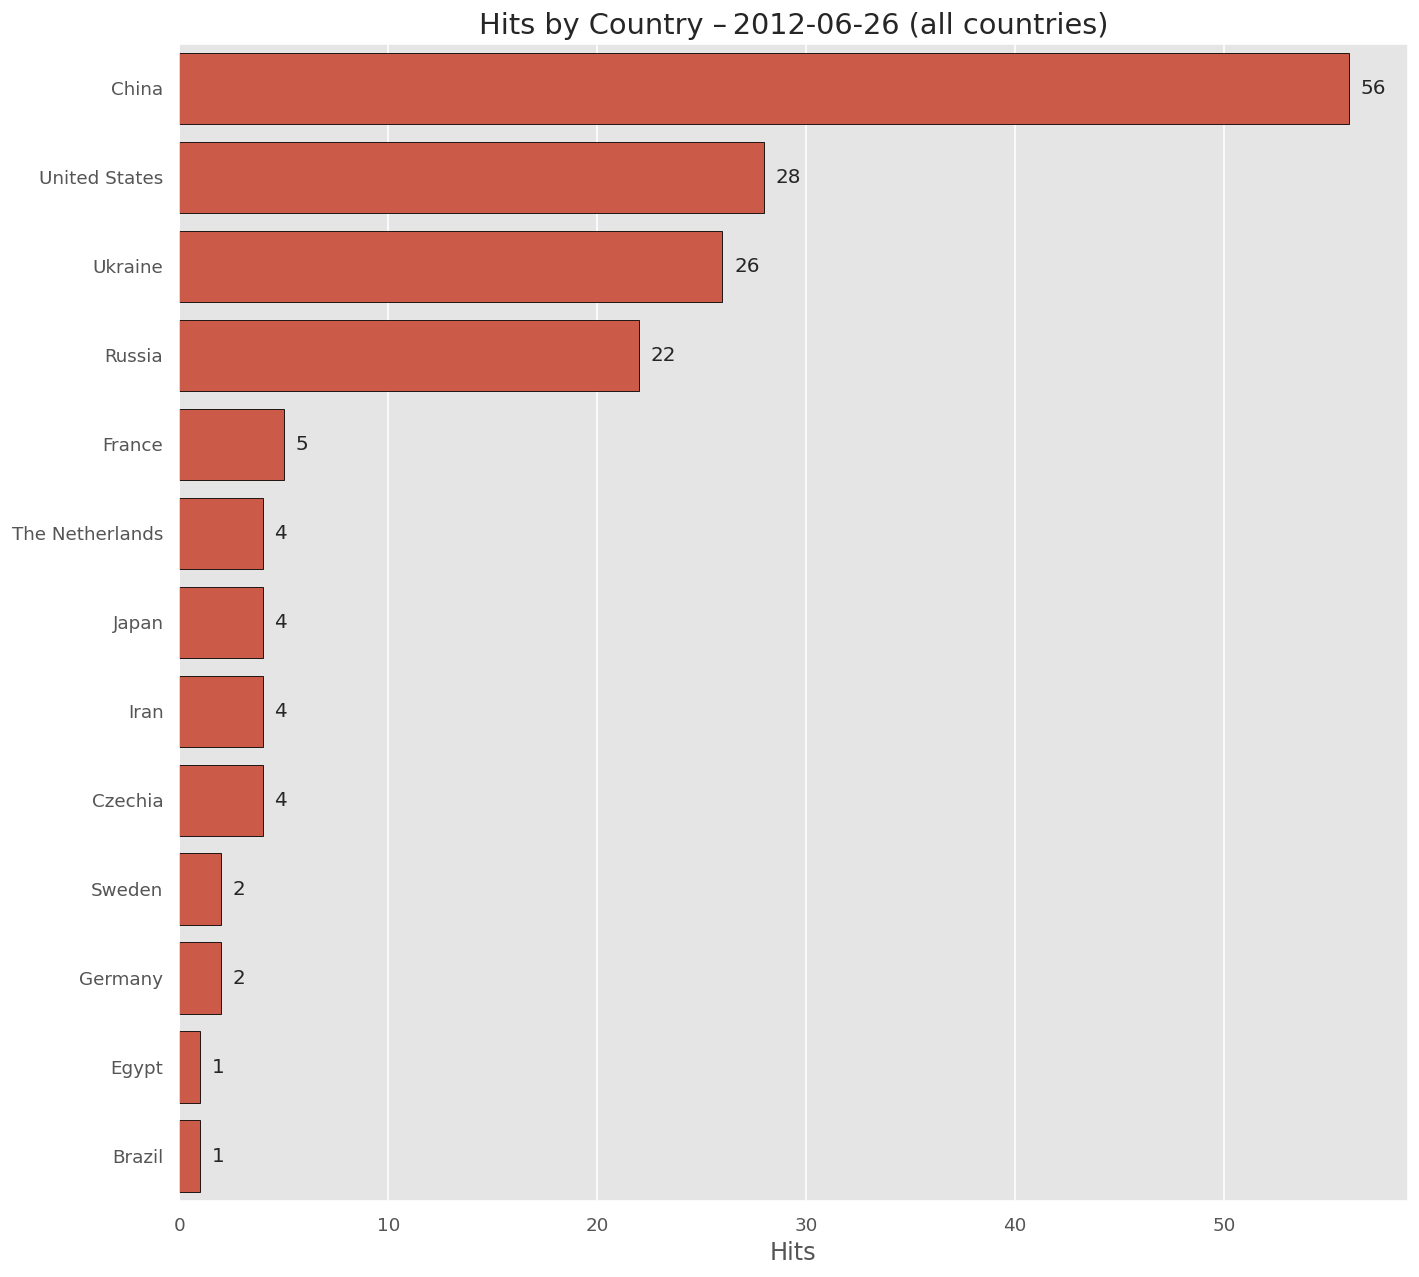 Hits by Country – 2012-06-26 (all countries)
China 56
United States 28
Ukraine 26
Russia 22
France 5
The Netherlands 4
Japan 4
Iran 4
Czechia 4
Sweden 2
Germany 2
Egypt 1
Brazil 1
0 10 20 30 40 50
Hits